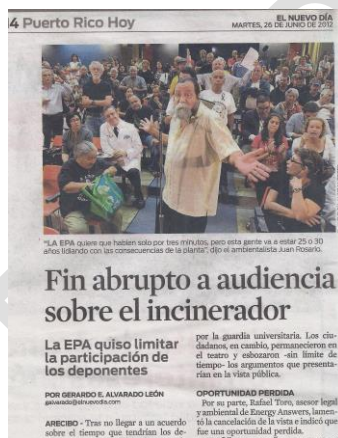 4 Puerto Rico Hoy
EL NUEVO DÍA
MARTES, 26 DE JUNIO DE 2012
"LA EPA quiere que hablen solo por tres minutos, pero esta gente va a estar 25 o 30
años lidiando con las consecuencias de la planta", dijo el ambientalista Juan Rosario.
Fin abrupto a audiencia
sobre el incinerador
La EPA quiso limitar
la participación de
los deponentes
POR GERARDO E. ALVARADO LEÓN
galvarado@elnuevodia.com
ARECIBO - Tras no llegar a un acuerdo
sobre el tiempo que tendrían los de-
por la guardia universitaria. Los ciu-
dadanos, en cambio, permanecieron en
el teatro y esbozaron -sin límite de
tiempo- los argumentos que presenta-
rían en la vista pública.
OPORTUNIDAD PERDIDA
Por su parte, Rafael Toro, asesor legal
y ambiental de Energy Answers, lamen-
tó la cancelación de la vista e indicó que
fue una oportunidad perdida.